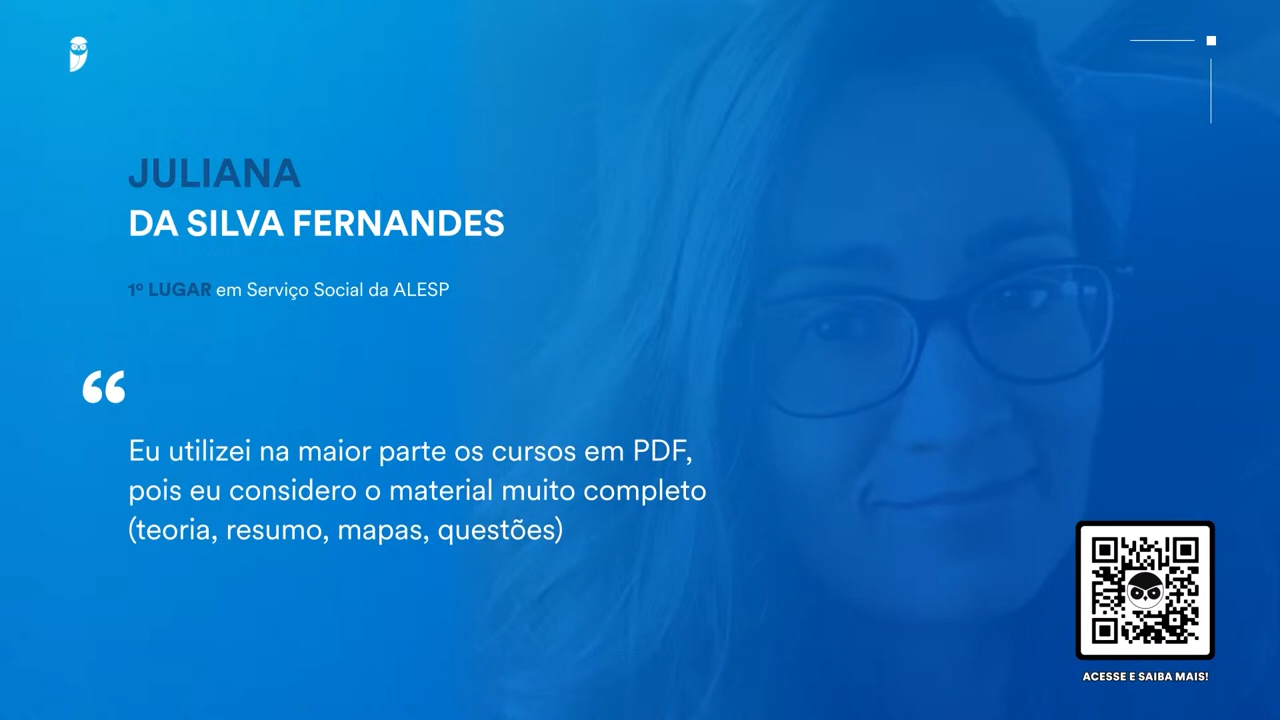 JULIANA
DA SILVA FERNANDES
1º LUGAR em Serviço Social da ALESP
“
Eu utilizei na maior parte os cursos em PDF,
pois eu considero o material muito completo
(teoria, resumo, mapas, questões)
ACESSE E SAIBA MAIS!